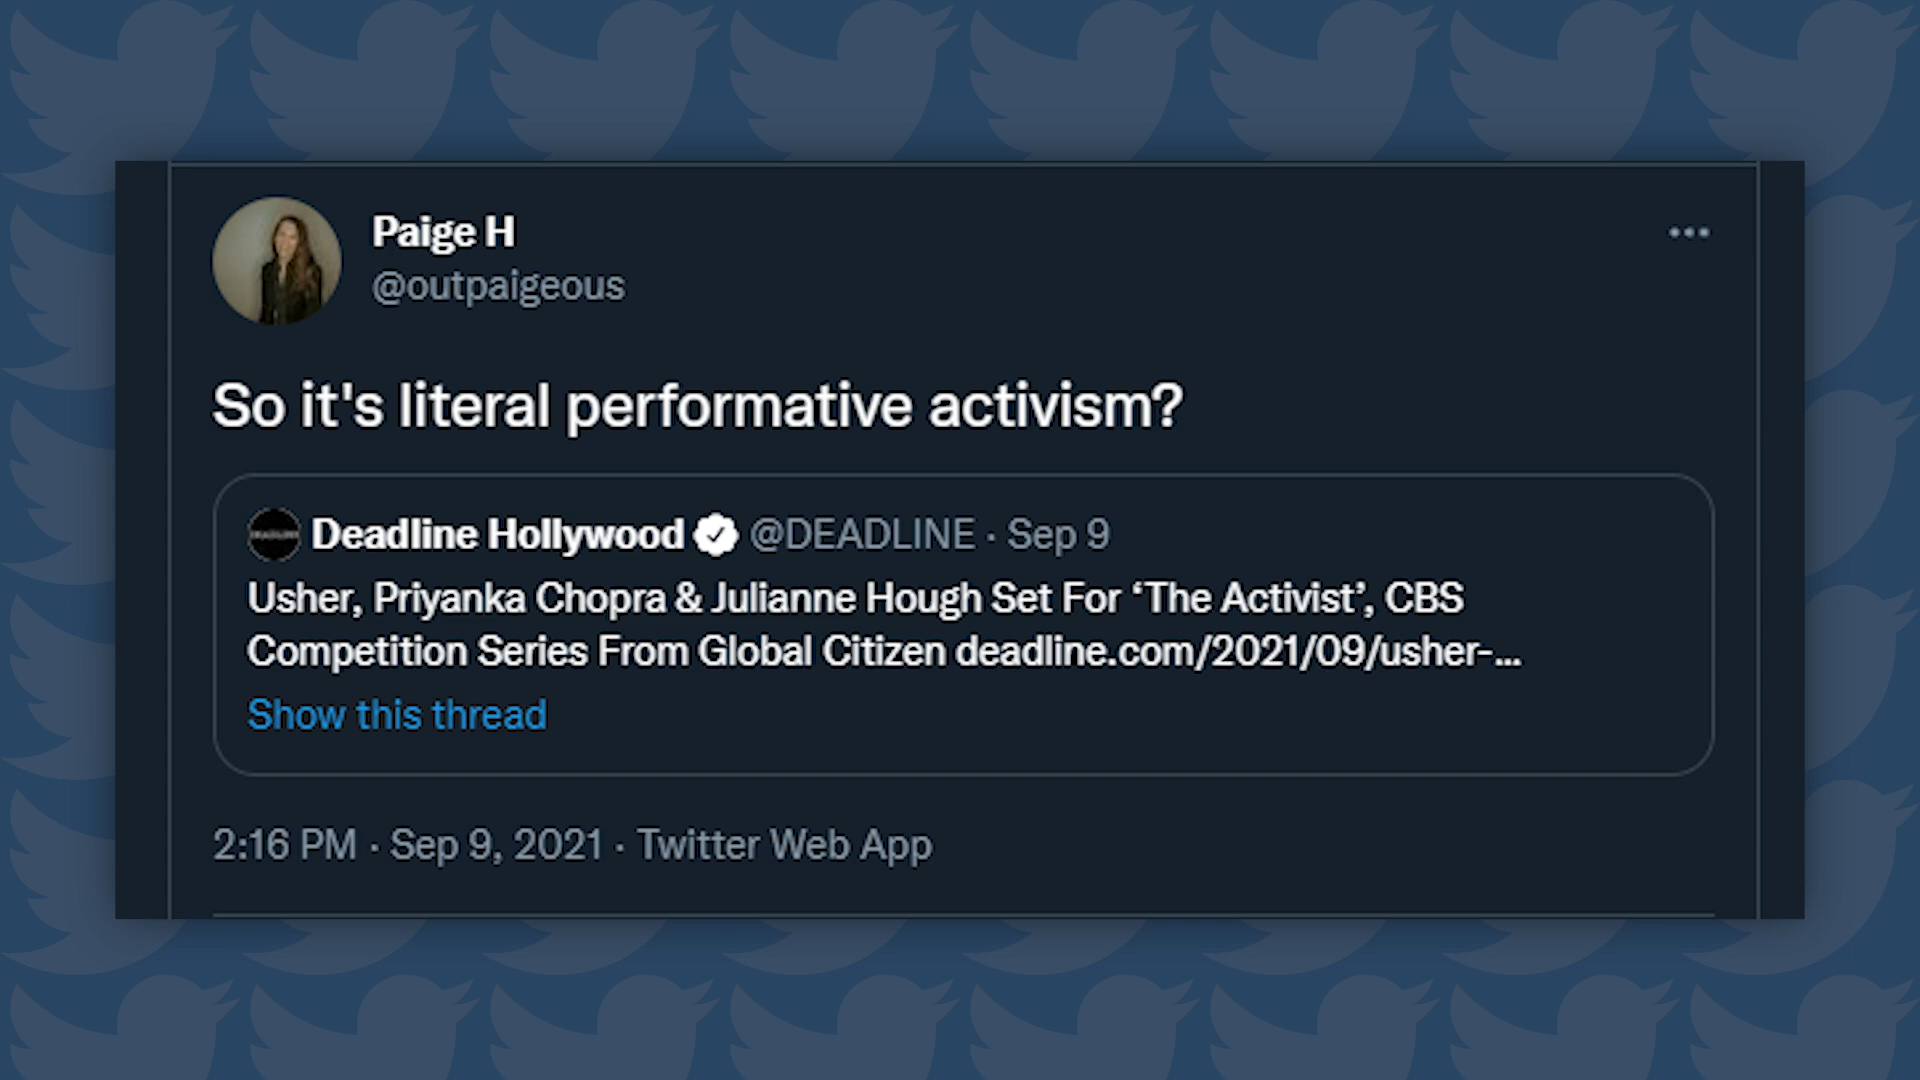 Paige H
@outpaigeous
So it's literal performative activism?
Deadline Hollywood @DEADLINE · Sep 9
Usher, Priyanka Chopra & Julianne Hough Set For ‘The Activist’, CBS
Competition Series From Global Citizen deadline.com/2021/09/usher-...
Show this thread
2:16 PM · Sep 9, 2021 · Twitter Web App